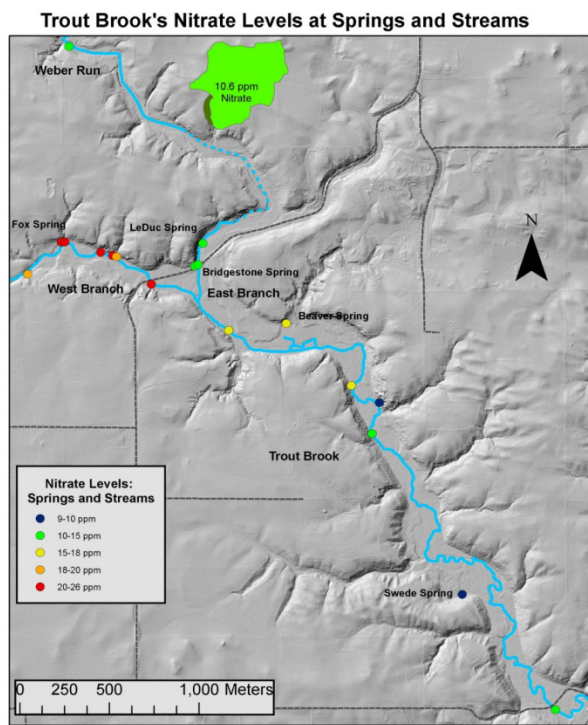 Trout Brook's Nitrate Levels at Springs and Streams
Weber Run
10.6 ppm
Nitrate
Fox Spring
LeDuc Spring
N
West Branch
Bridgestone Spring
East Branch
Beaver Spring
Trout Brook
Nitrate Levels:
Springs and Streams
9-10 ppm
10-15 ppm
15-18 ppm
18-20 ppm
20-26 ppm
Swede Spring
0 250 500 1,000 Meters